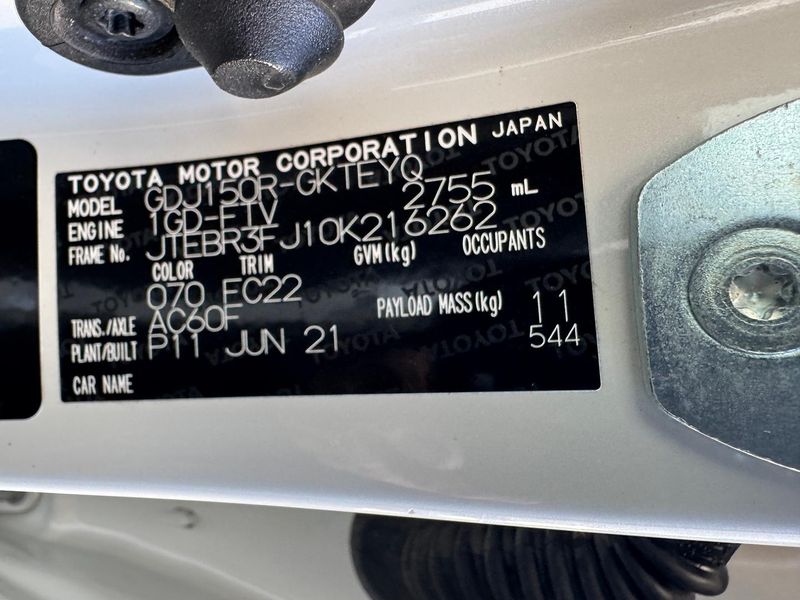 TOYOTA MOTOR CORPORATION JAPAN
MODEL GDJ150R-GKTEYQ
ENGINE 1GD-FTV 2755 mL
FRAME No. JTEBR3FJ10K216262
COLOR TRIM GVM(kg) OCCUPANTS
070 FC22
TRANS./AXLE AC60F PAYLOAD MASS(kg) 11
PLANT/BUILT P11 JUN 21 544
CAR NAME